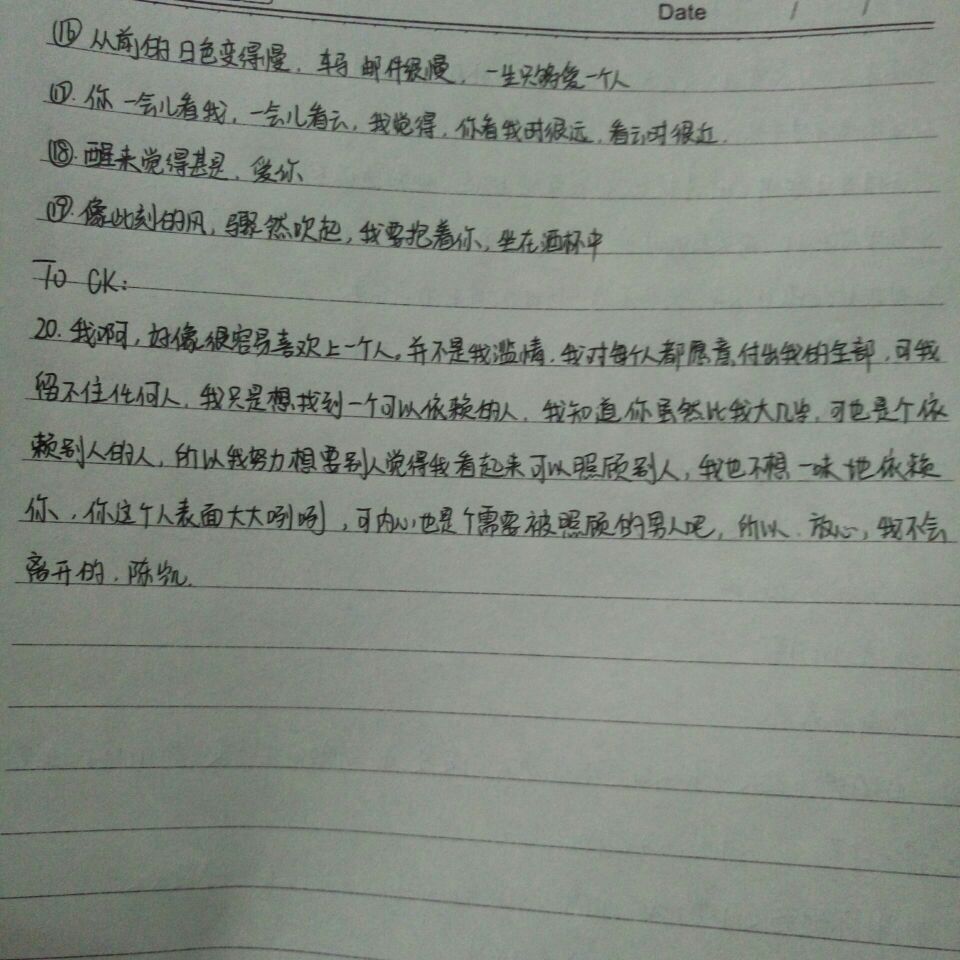 Date / /
⑯ 从前的日色变得慢，车马邮件很慢，一生只够爱一个人
⑰. 你一会儿看我，一会儿看云，我觉得，你看我时很远，看云时很近.
⑱. 醒来觉得甚是，爱你
⑲. 像此刻的风，骤然吹起，我要抱着你、坐在酒杯中
To CK:
20. 我啊，好像很容易喜欢上一个人。并不是我滥情，我对每个人都愿意付出我的全部，可我
留不住任何人，我只是想找到一个可以依赖的人，我知道你虽然比我大几岁，可也是个依
赖别人的人，所以我努力想要别人觉得我看起来可以照顾别人，我也不想一味地依赖
你、你这个人表面大大咧咧，可内心也是个需要被照顾的男人吧，所以、放心，我不会
离开的，陈凯.